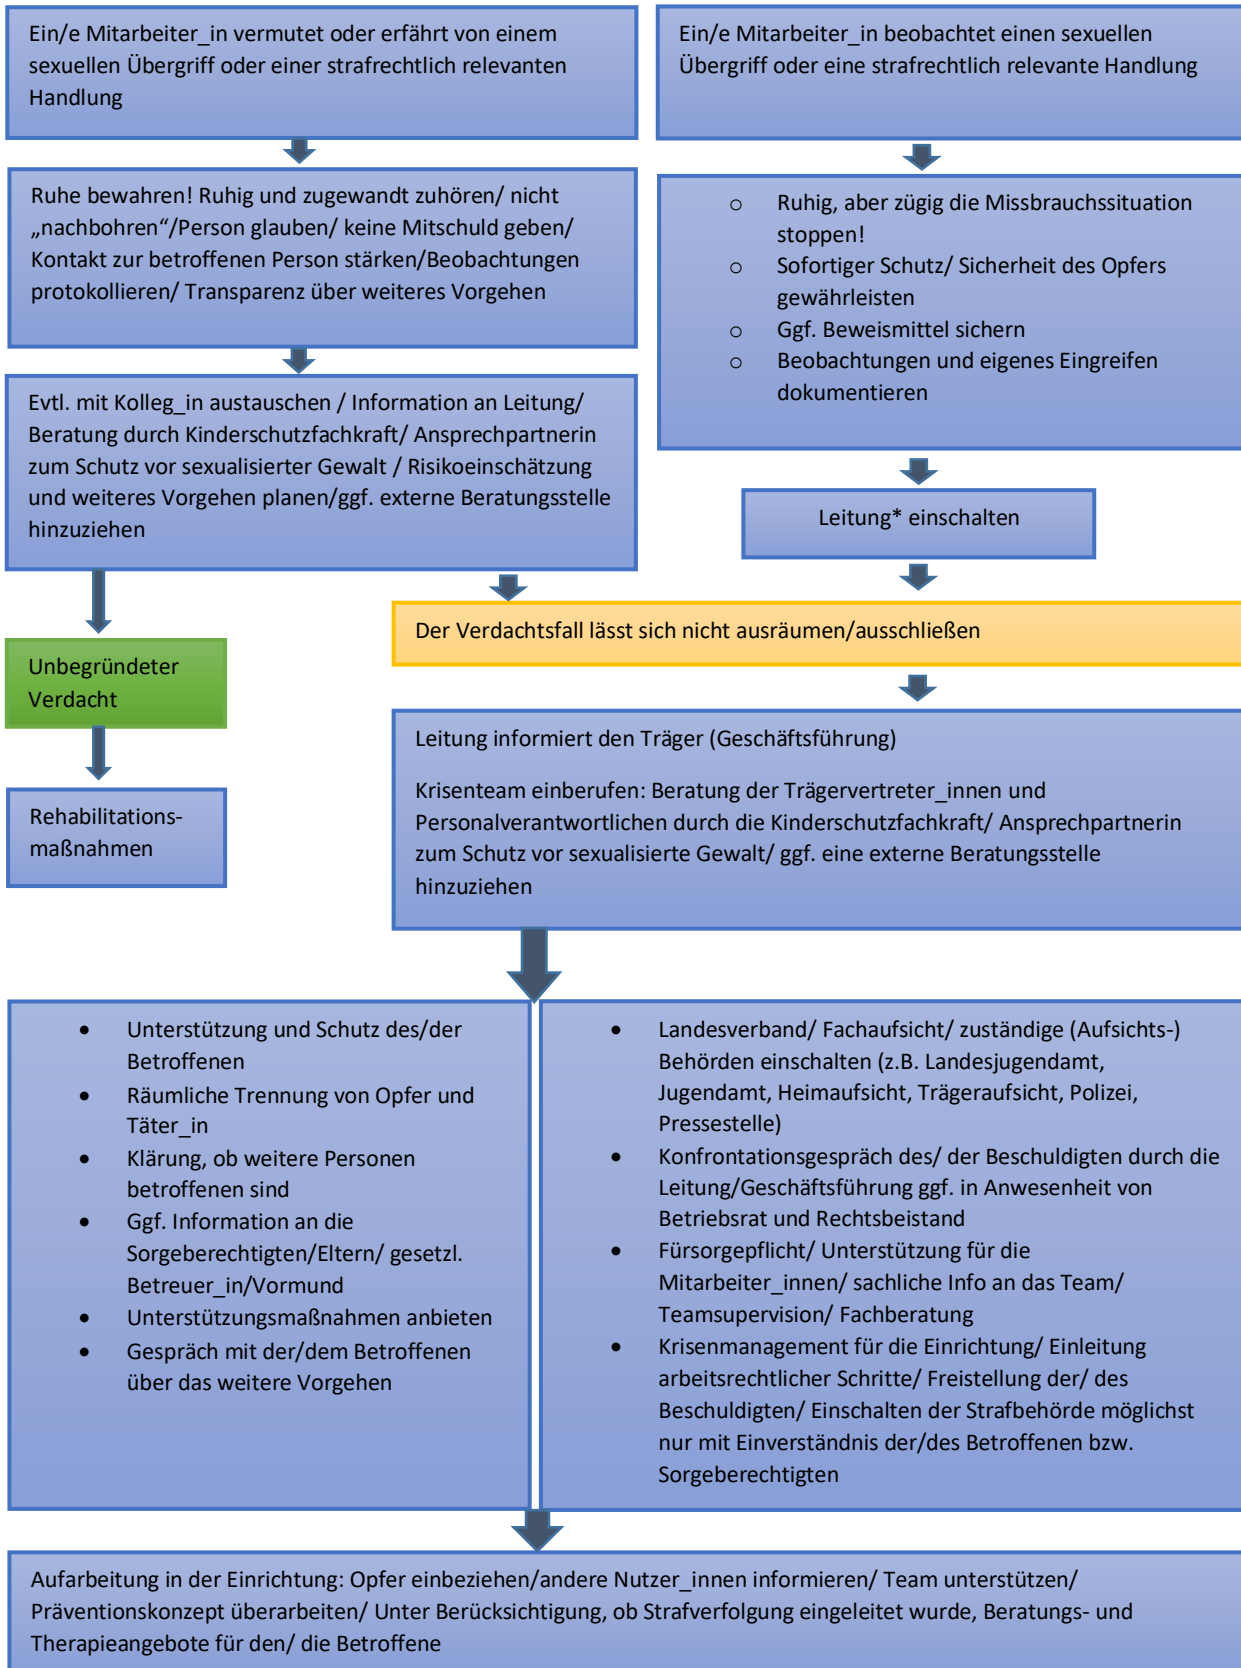 Ein/e Mitarbeiter_in vermutet oder erfährt von einem
sexuellen Übergriff oder einer strafrechtlich relevanten
Handlung
Ein/e Mitarbeiter_in beobachtet einen sexuellen
Übergriff oder eine strafrechtlich relevante Handlung
Ruhe bewahren! Ruhig und zugewandt zuhören/ nicht
„nachbohren“/Person glauben/ keine Mitschuld geben/
Kontakt zur betroffenen Person stärken/Beobachtungen
protokollieren/ Transparenz über weiteres Vorgehen
o Ruhig, aber zügig die Missbrauchssituation
stoppen!
o Sofortiger Schutz/ Sicherheit des Opfers
gewährleisten
o Ggf. Beweismittel sichern
o Beobachtungen und eigenes Eingreifen
dokumentieren
Evtl. mit Kolleg_in austauschen / Information an Leitung/
Beratung durch Kinderschutzfachkraft/ Ansprechpartnerin
zum Schutz vor sexualisierter Gewalt / Risikoeinschätzung
und weiteres Vorgehen planen/ggf. externe Beratungsstelle
hinzuziehen
Leitung* einschalten
Der Verdachtsfall lässt sich nicht ausräumen/ausschließen
Unbegründeter
Verdacht
Rehabilitations-
maßnahmen
Leitung informiert den Träger (Geschäftsführung)
Krisenteam einberufen: Beratung der Trägervertreter_innen und
Personalverantwortlichen durch die Kinderschutzfachkraft/ Ansprechpartnerin
zum Schutz vor sexualisierte Gewalt/ ggf. eine externe Beratungsstelle
hinzuziehen
• Unterstützung und Schutz des/der
Betroffenen
• Räumliche Trennung von Opfer und
Täter_in
• Klärung, ob weitere Personen
betroffenen sind
• Ggf. Information an die
Sorgeberechtigten/Eltern/ gesetzl.
Betreuer_in/Vormund
• Unterstützungsmaßnahmen anbieten
• Gespräch mit der/dem Betroffenen
über das weitere Vorgehen
• Landesverband/ Fachaufsicht/ zuständige (Aufsichts-)
Behörden einschalten (z.B. Landesjugendamt,
Jugendamt, Heimaufsicht, Trägeraufsicht, Polizei,
Pressestelle)
• Konfrontationsgespräch des/ der Beschuldigten durch die
Leitung/Geschäftsführung ggf. in Anwesenheit von
Betriebsrat und Rechtsbeistand
• Fürsorgepflicht/ Unterstützung für die
Mitarbeiter_innen/ sachliche Info an das Team/
Teamsupervision/ Fachberatung
• Krisenmanagement für die Einrichtung/ Einleitung
arbeitsrechtlicher Schritte/ Freistellung der/ des
Beschuldigten/ Einschalten der Strafbehörde möglichst
nur mit Einverständnis der/des Betroffenen bzw.
Sorgeberechtigten
Aufarbeitung in der Einrichtung: Opfer einbeziehen/andere Nutzer_innen informieren/ Team unterstützen/
Präventionskonzept überarbeiten/ Unter Berücksichtigung, ob Strafverfolgung eingeleitet wurde, Beratungs- und
Therapieangebote für den/ die Betroffene